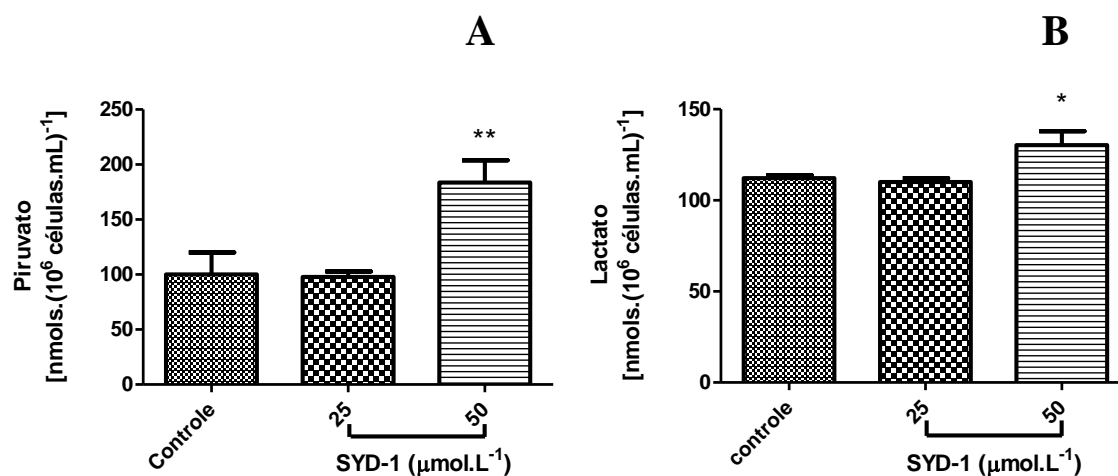 A
Piruvato
[nmols.(10⁶ células.mL)⁻¹]
250
200
150
100
50
0
**
Controle
25
50
SYD-1 (μmol.L⁻¹)
B
Lactato
[nmols.(10⁶ células.mL)⁻¹]
150
100
50
0
*
controle
25
50
SYD-1 (μmol.L⁻¹)